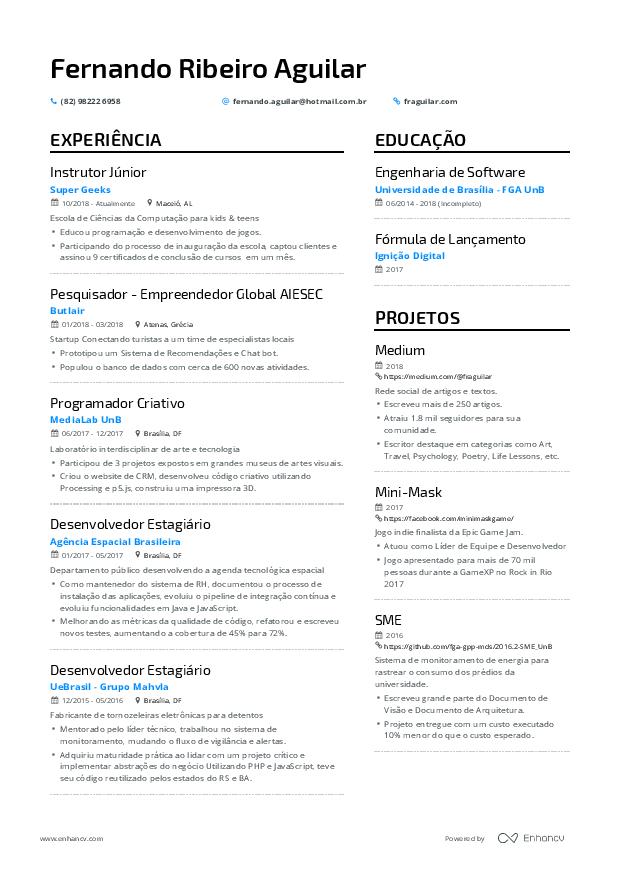 Fernando Ribeiro Aguilar
(82) 98222 6958
fernando.aguilar@hotmail.com.br
fraguilar.com
EXPERIÊNCIA
Instrutor Júnior
Super Geeks
10/2018 - Atualmente Maceió, AL
Escola de Ciências da Computação para kids & teens
• Educou programação e desenvolvimento de jogos.
• Participando do processo de inauguração da escola, captou clientes e
assinou 9 certificados de conclusão de cursos em um mês.
Pesquisador - Empreendedor Global AIESEC
Butlair
01/2018 - 03/2018 Atenas, Grécia
Startup Conectando turistas a um time de especialistas locais
• Prototipou um Sistema de Recomendações e Chat bot.
• Populou o banco de dados com cerca de 600 novas atividades.
Programador Criativo
MediaLab UnB
06/2017 - 12/2017 Brasília, DF
Laboratório interdisciplinar de arte e tecnologia
• Participou de 3 projetos expostos em grandes museus de artes visuais.
• Criou o website de CRM, desenvolveu código criativo utilizando
Processing e p5.js, construiu uma impressora 3D.
Desenvolvedor Estagiário
Agência Espacial Brasileira
01/2017 - 05/2017 Brasília, DF
Departamento público desenvolvendo a agenda tecnológica espacial
• Como mantenedor do sistema de RH, documentou o processo de
instalação das aplicações, evoluiu o pipeline de integração contínua e
evoluiu funcionalidades em Java e JavaScript.
• Melhorando as métricas da qualidade de código, refatorou e escreveu
novos testes, aumentando a cobertura de 45% para 72%.
Desenvolvedor Estagiário
UeBrasil - Grupo Mahvla
12/2015 - 05/2016 Brasília, DF
Fabricante de tornozeleiras eletrônicas para detentos
• Mentorado pelo líder técnico, trabalhou no sistema de
monitoramento, mudando o fluxo de vigilância e alertas.
• Adquiriu maturidade prática ao lidar com um projeto crítico e
implementar abstrações do negócio Utilizando PHP e JavaScript, teve
seu código reutilizado pelos estados do RS e BA.
EDUCAÇÃO
Engenharia de Software
Universidade de Brasília - FGA UnB
06/2014 - 2018 (Incompleto)
Fórmula de Lançamento
Ignição Digital
2017
PROJETOS
Medium
2018
https://medium.com/@fraguilar
Rede social de artigos e textos.
• Escreveu mais de 250 artigos.
• Atraiu 1.8 mil seguidores para sua
comunidade.
• Escritor destaque em categorias como Art,
Travel, Psychology, Poetry, Life Lessons, etc.
Mini-Mask
2017
https://facebook.com/minimaskgame/
Jogo indie finalista da Epic Game Jam.
• Atuou como Líder de Equipe e Desenvolvedor
• Jogo apresentado para mais de 70 mil
pessoas durante a GameXP no Rock in Rio
2017
SME
2016
https://github.com/fga-gpp-mds/2016.2-SME_UnB
Sistema de monitoramento de energia para
rastrear o consumo dos prédios da
universidade.
• Escreveu grande parte do Documento de
Visão e Documento de Arquitetura.
• Projeto entregue com um custo executado
10% menor do que o custo esperado.
www.enhancv.com
Powered by Enhancv